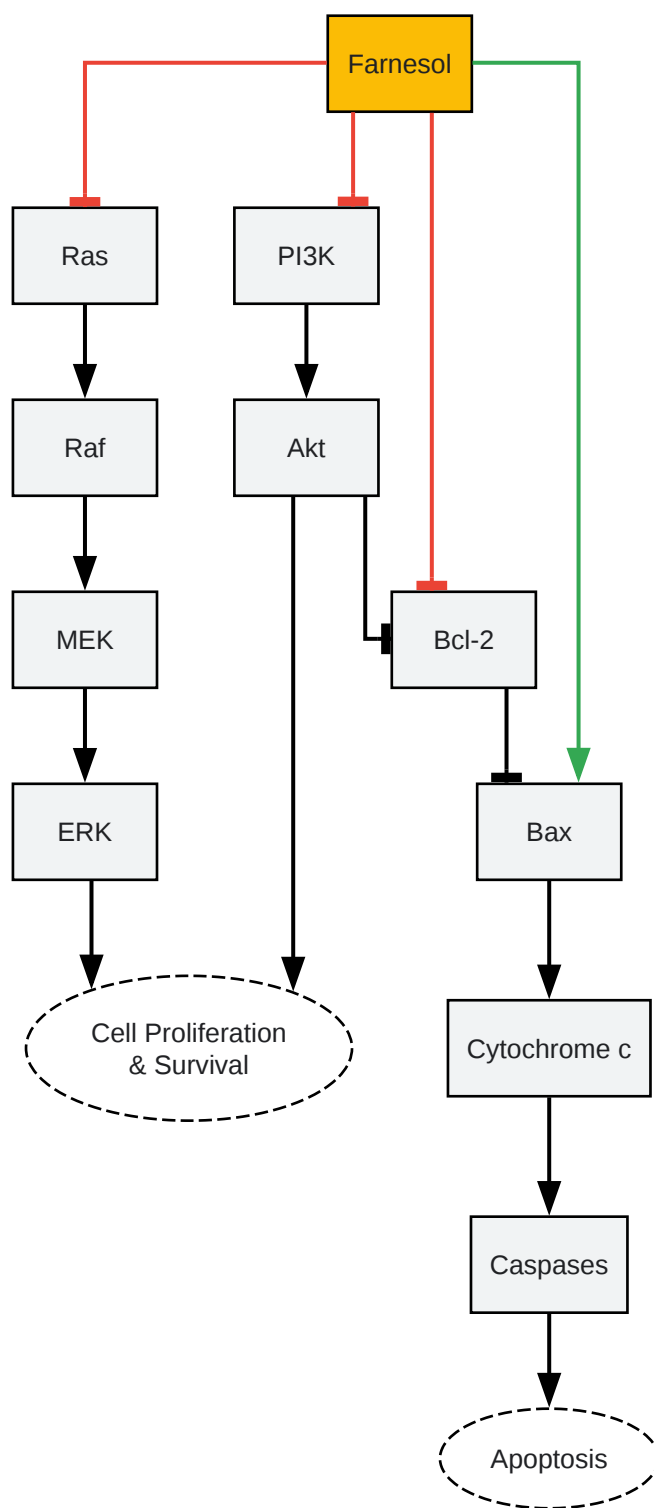 Farnesol
Ras
PI3K
Raf
Akt
MEK
Bcl-2
ERK
Bax
Cell Proliferation
& Survival
Cytochrome c
Caspases
Apoptosis